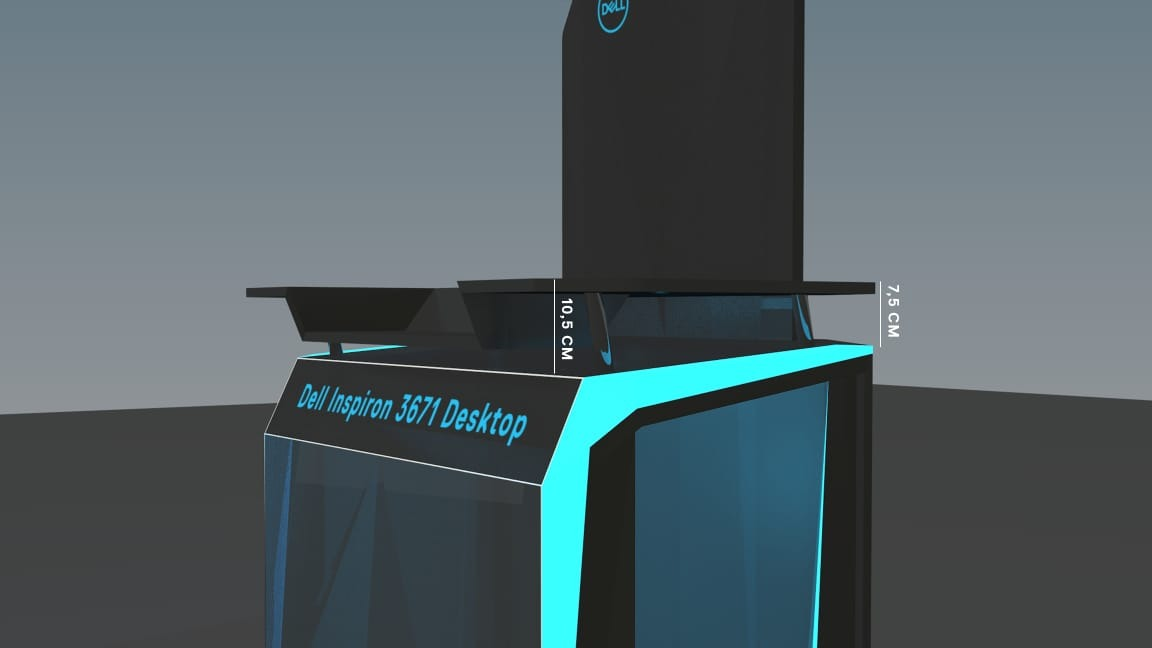 DELL
7,5 CM
10,5 CM
Dell Inspiron 3671 Desktop